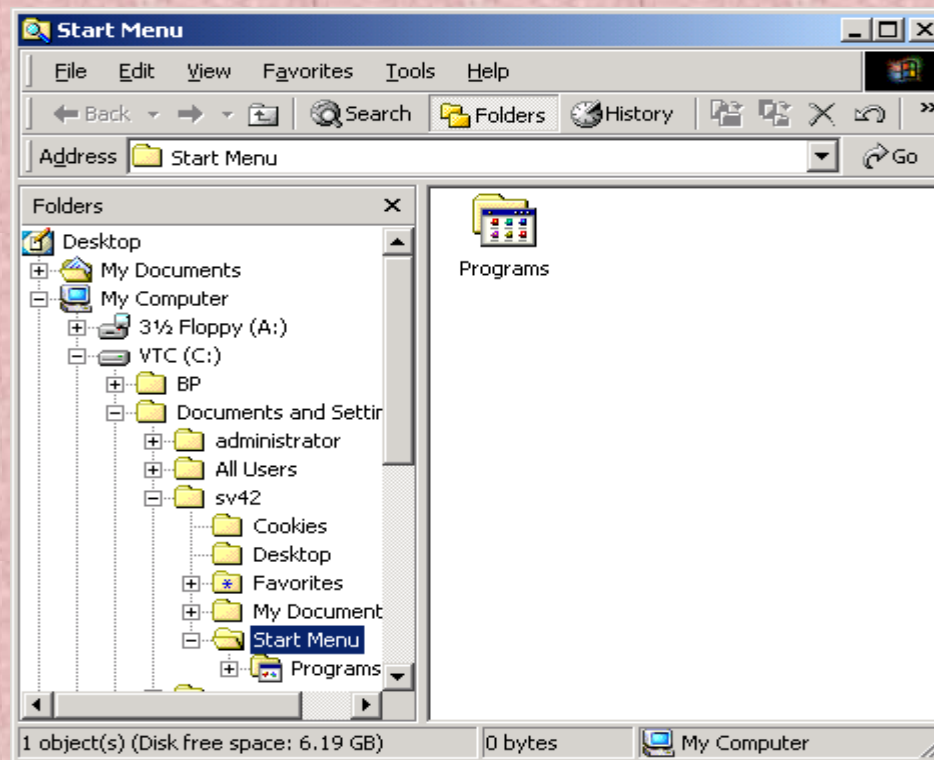 Start Menu
File Edit View Favorites Tools Help
Back Search Folders History »
Address Start Menu Go
Folders
Desktop
My Documents
My Computer
3½ Floppy (A:)
VTC (C:)
BP
Documents and Settin
administrator
All Users
sv42
Cookies
Desktop
Favorites
My Document
Start Menu
Programs
Programs
1 object(s) (Disk free space: 6.19 GB) 0 bytes My Computer